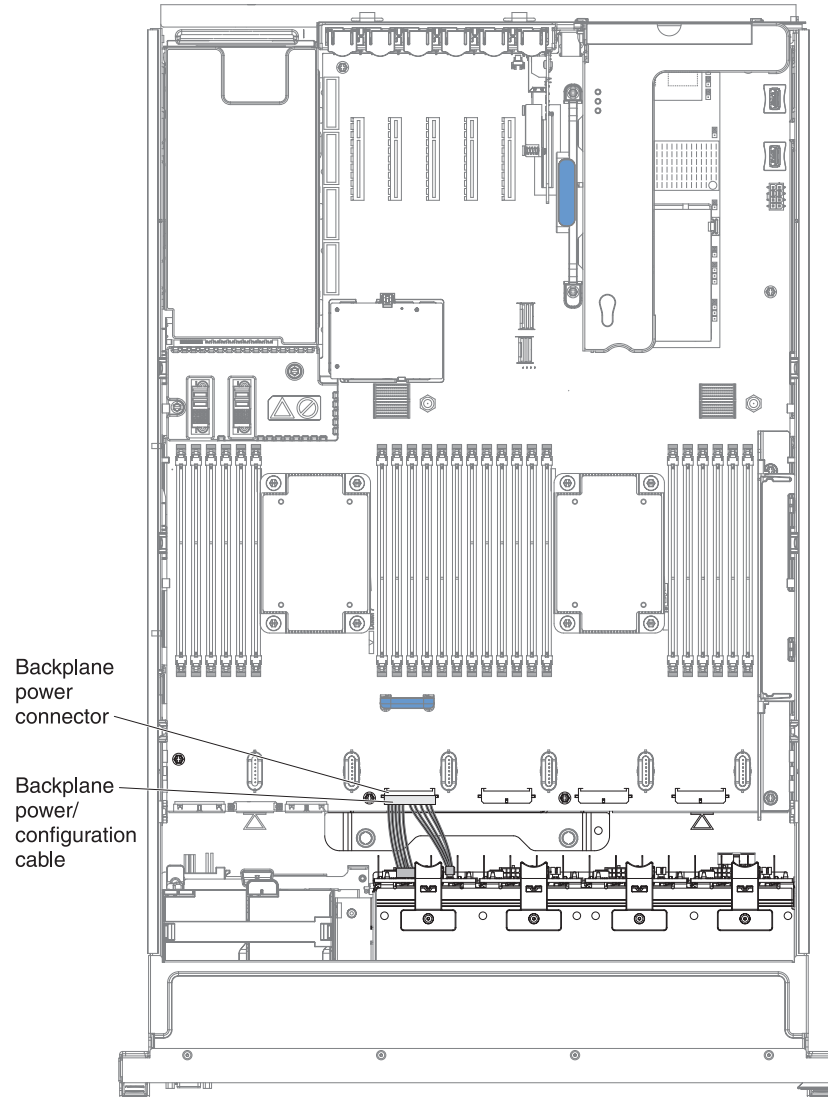 Backplane
power
connector
Backplane
power/
configuration
cable